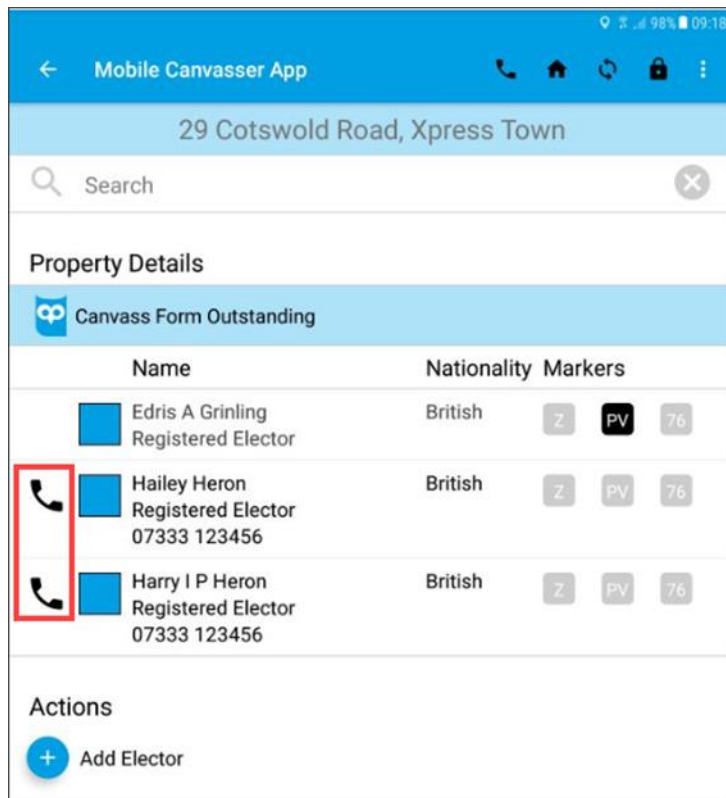 98% 09:18
Mobile Canvasser App
29 Cotswold Road, Xpress Town
Search
Property Details
Canvass Form Outstanding
Name Nationality Markers
Edris A Grinling British Z PV 76
Registered Elector
Hailey Heron British Z PV 76
Registered Elector
07333 123456
Harry I P Heron British Z PV 76
Registered Elector
07333 123456
Actions
Add Elector